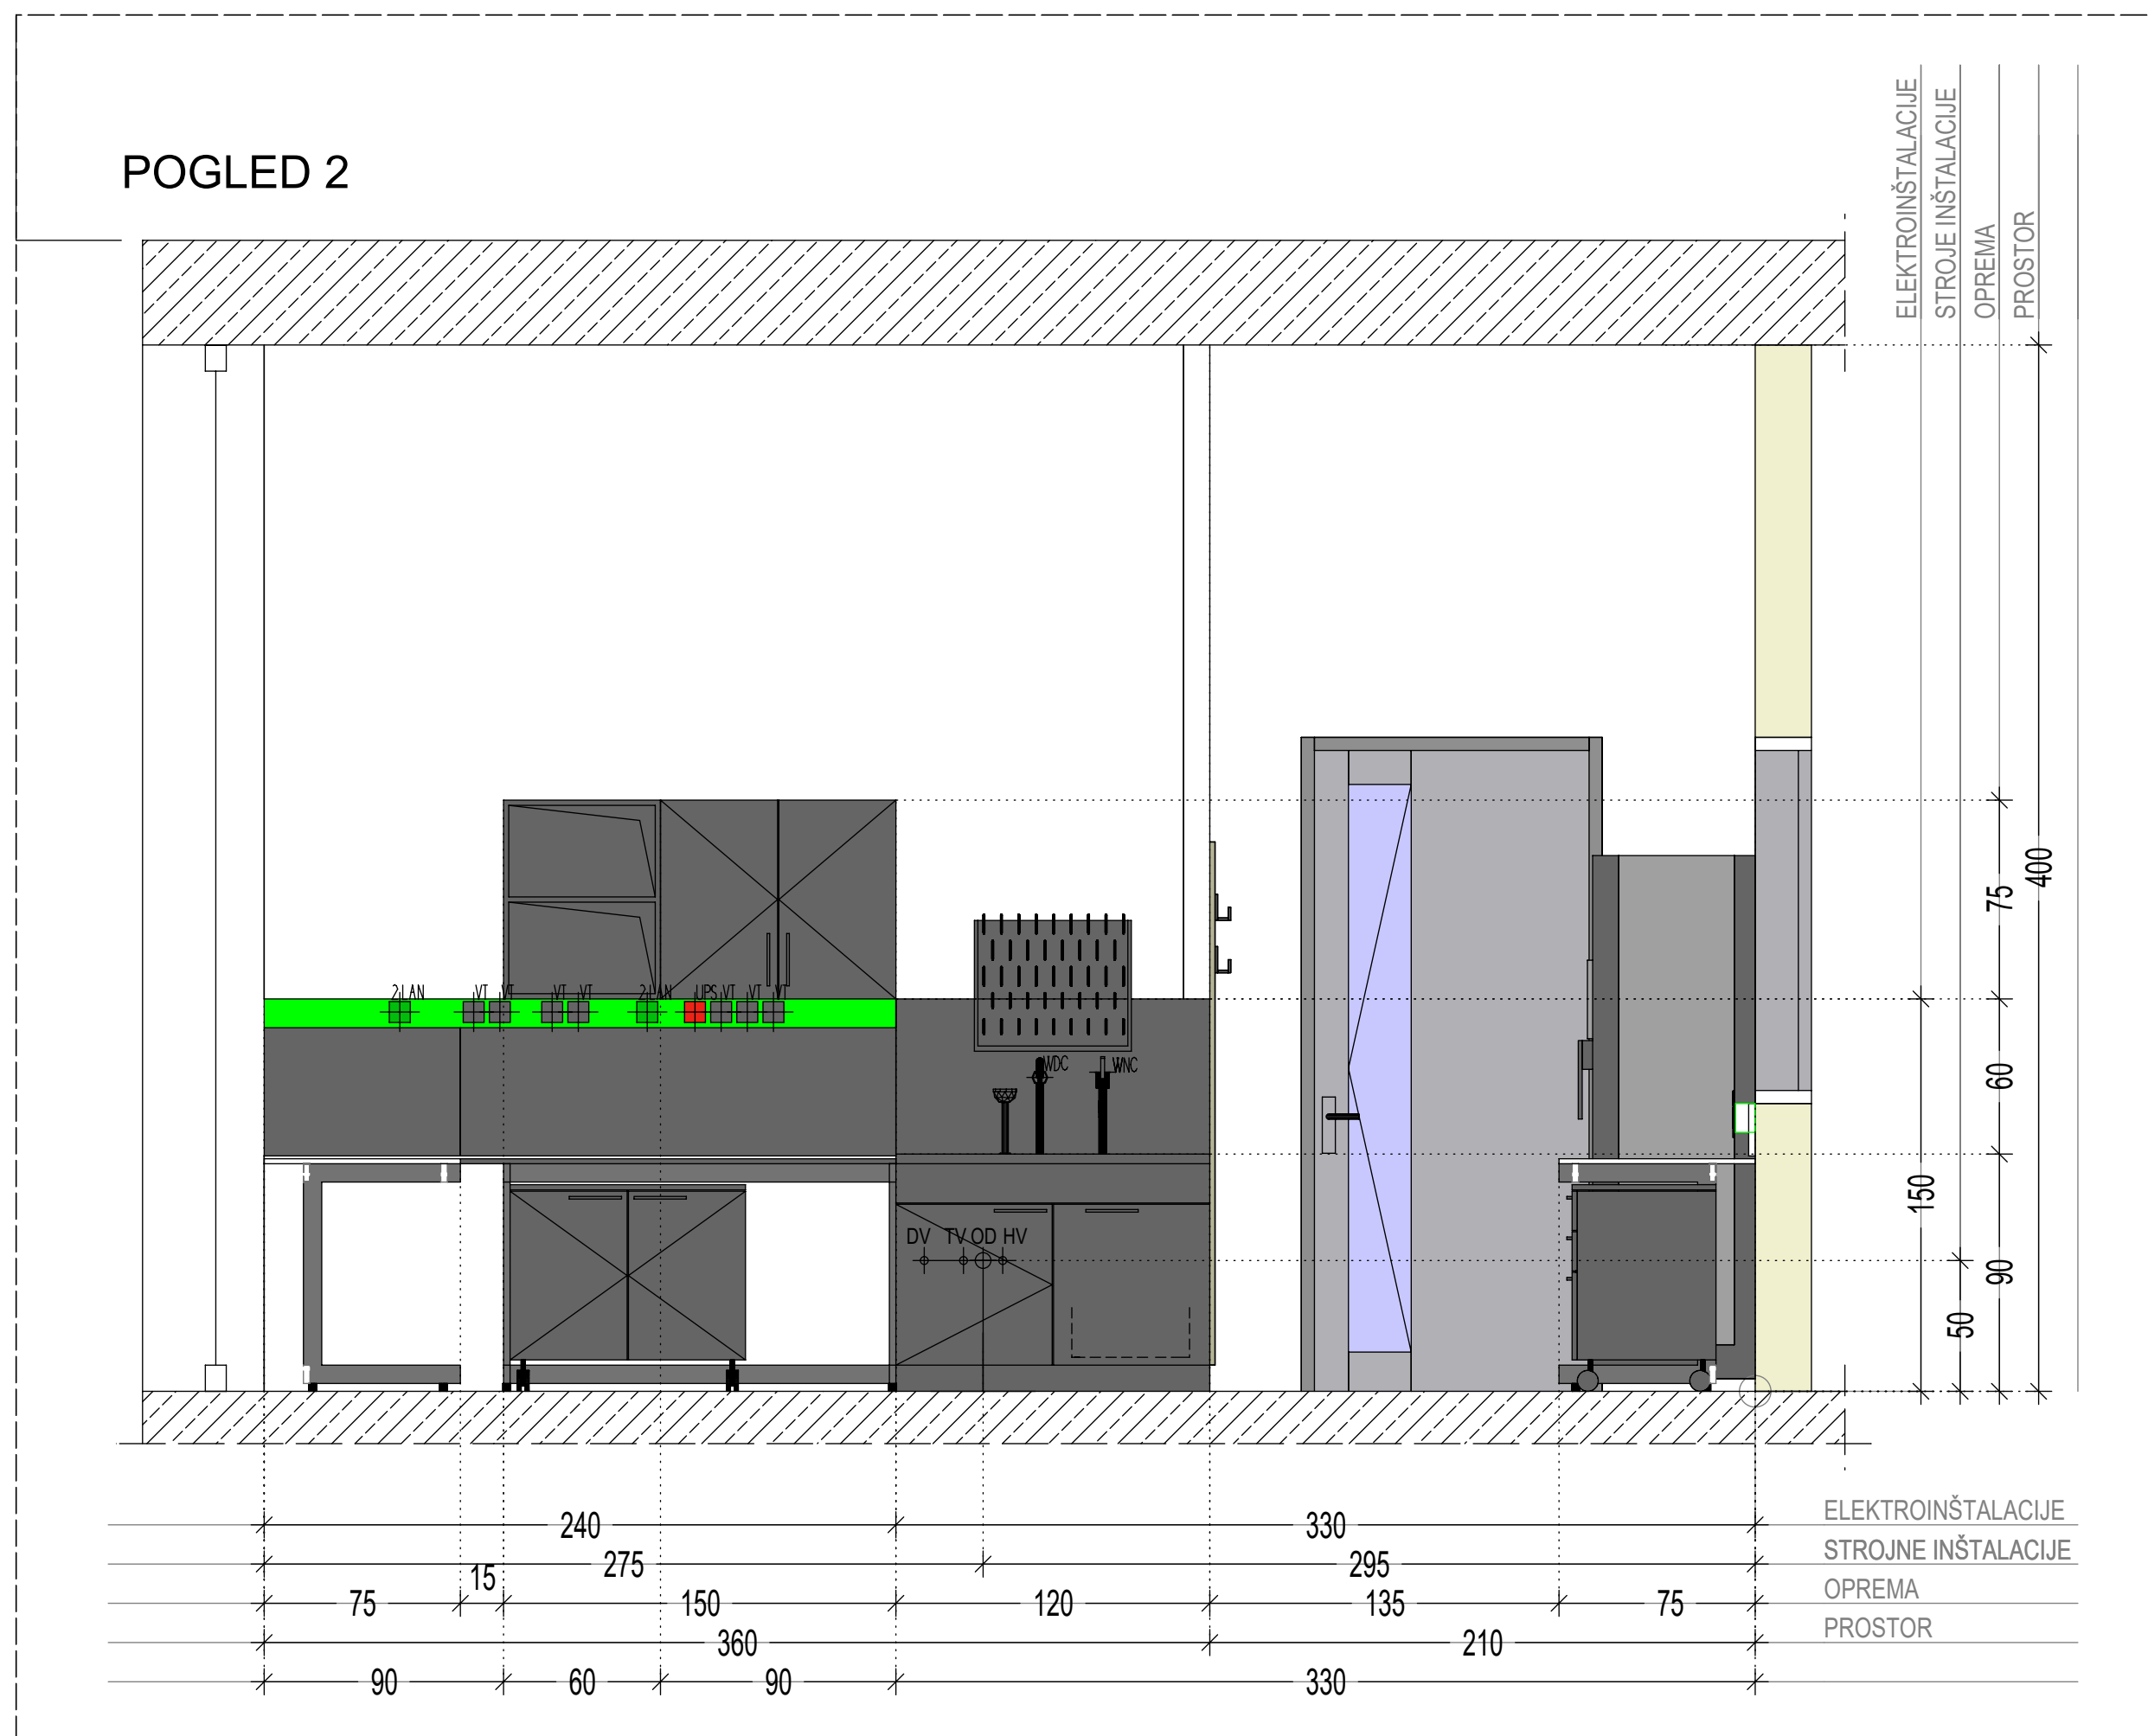 POGLED 2
ELEKTROINŠTALACIJE
STROJE INŠTALACIJE
OPREMA
PROSTOR
400
75
60
90
150
50
2-LAN
VT
VT
VT
VT
2-LAN
UPS
VT
VT
VT
WDC
WNC
DV
TV
OD
HV
240
330
ELEKTROINŠTALACIJE
275
295
STROJNE INŠTALACIJE
75
15
150
120
135
75
OPREMA
360
210
PROSTOR
90
60
90
330